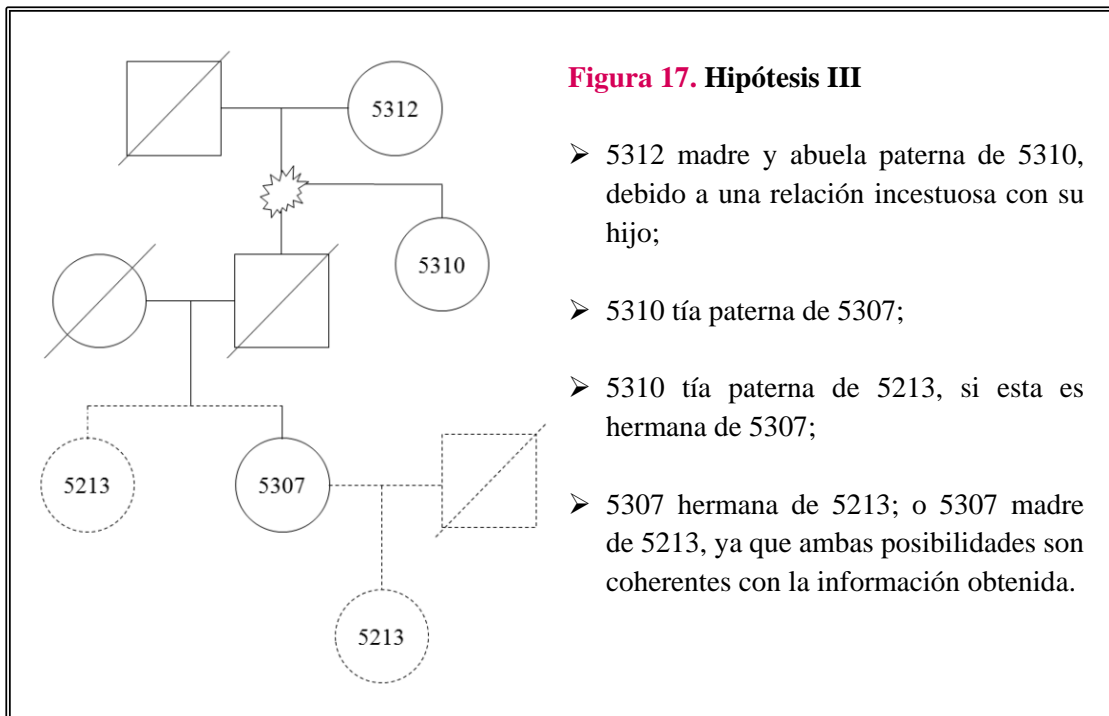 5312
5310
5213
5307
5213
Figura 17. Hipótesis III
➢ 5312 madre y abuela paterna de 5310,
debido a una relación incestuosa con su
hijo;
➢ 5310 tía paterna de 5307;
➢ 5310 tía paterna de 5213, si esta es
hermana de 5307;
➢ 5307 hermana de 5213; o 5307 madre
de 5213, ya que ambas posibilidades son
coherentes con la información obtenida.